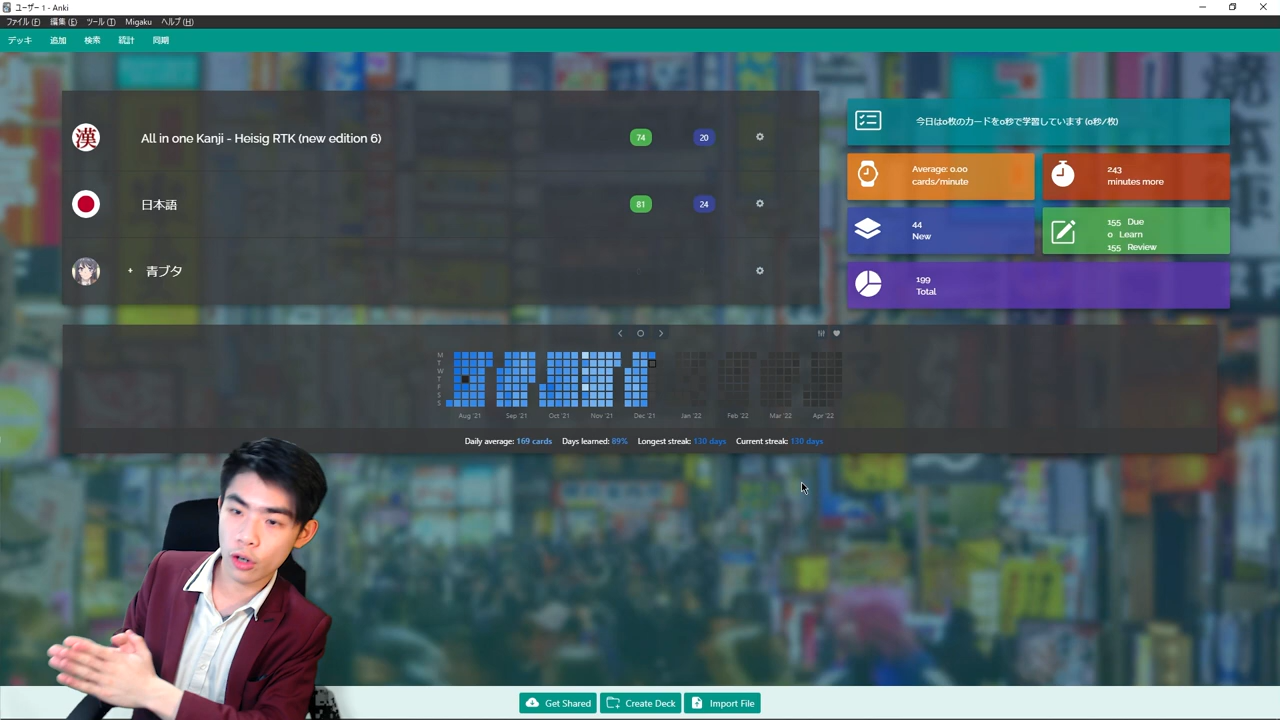 ユーザー 1 - Anki
ファイル(F) 編集(E) ツール(T) Migaku ヘルプ(H)
デッキ 追加 検索 統計 同期
漢 All in one Kanji - Heisig RTK (new edition 6) 74 20
日本語 81 24
+ 青ブタ
今日は0枚のカードを0秒で学習しています (0秒/枚)
Average: 0.00
cards/minute
243
minutes more
44
New
155 Due
0 Learn
155 Review
199
Total
M
T
W
T
F
S
S
Aug '21 Sep '21 Oct '21 Nov '21 Dec '21 Jan '22 Feb '22 Mar '22 Apr '22
Daily average: 169 cards Days learned: 89% Longest streak: 130 days Current streak: 130 days
Get Shared Create Deck Import File